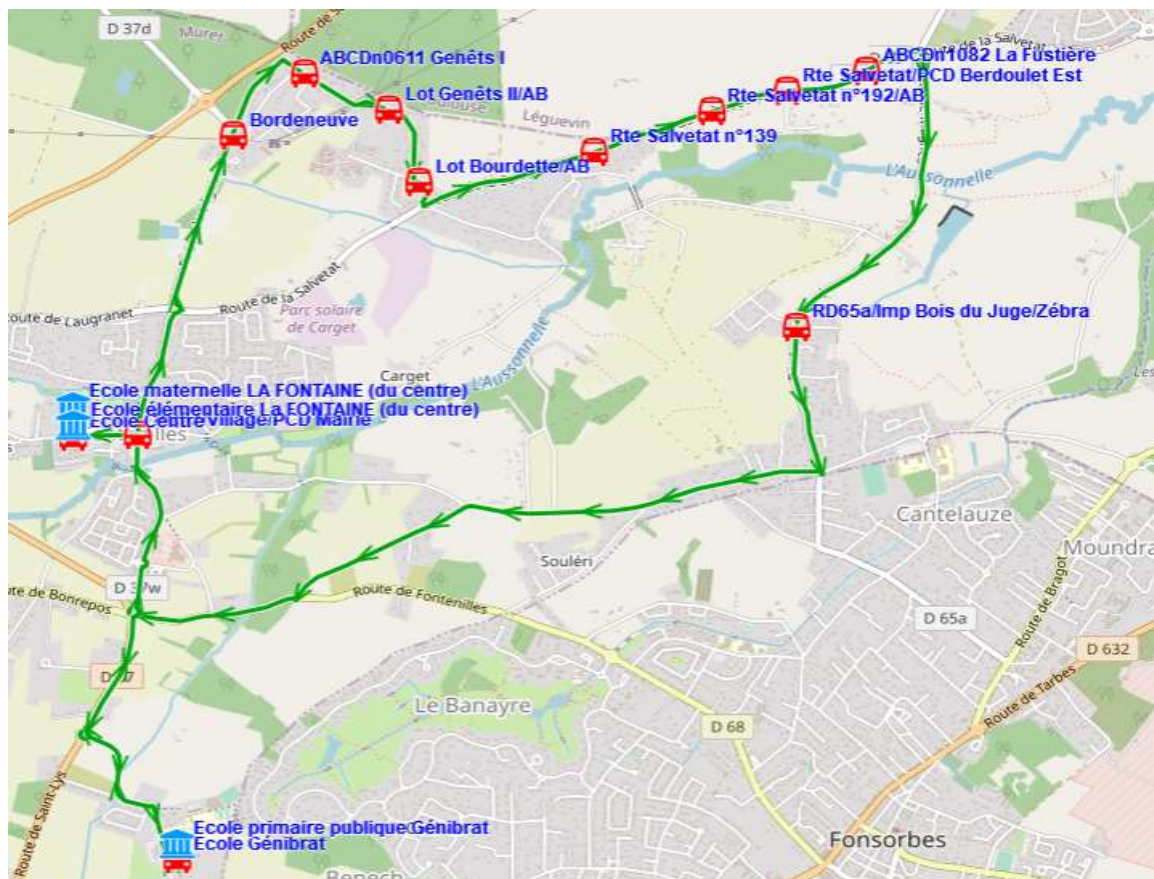 D 37d
Muret
ABCDn0611 Genêts I
Lot Genêts II/AB
Bordeneuve
Léguevin
Lot Bourdette/AB
Rte Salvetat n°139
Rte Salvetat n°192/AB
Rte Salvetat/PCD Berdoulet Est
ABCDn1082 La Fustière
de la Salvetat
L'Aussonnelle
Route de la Salvetat
oute de Laugranet
Parc solaire
de Carget
RD65a/Imp Bois du Juge/Zébra
Carget
L'Aussonnelle
Ecole maternelle LA FONTAINE (du centre)
Ecole élémentaire LA FONTAINE (du centre)
Ecole Centre
Village/PCD Mairie
Cantelauze
Moundra
Souléri
D 37w
ute de Bonrepos
Route de Fontenilles
Route de Bragot
D 65a
D 632
Route de Tarbes
Le Banayre
D 68
Route de Saint-Lys
Ecole primaire publique Génibrat
Ecole Génibrat
Fonsorbes
Benech